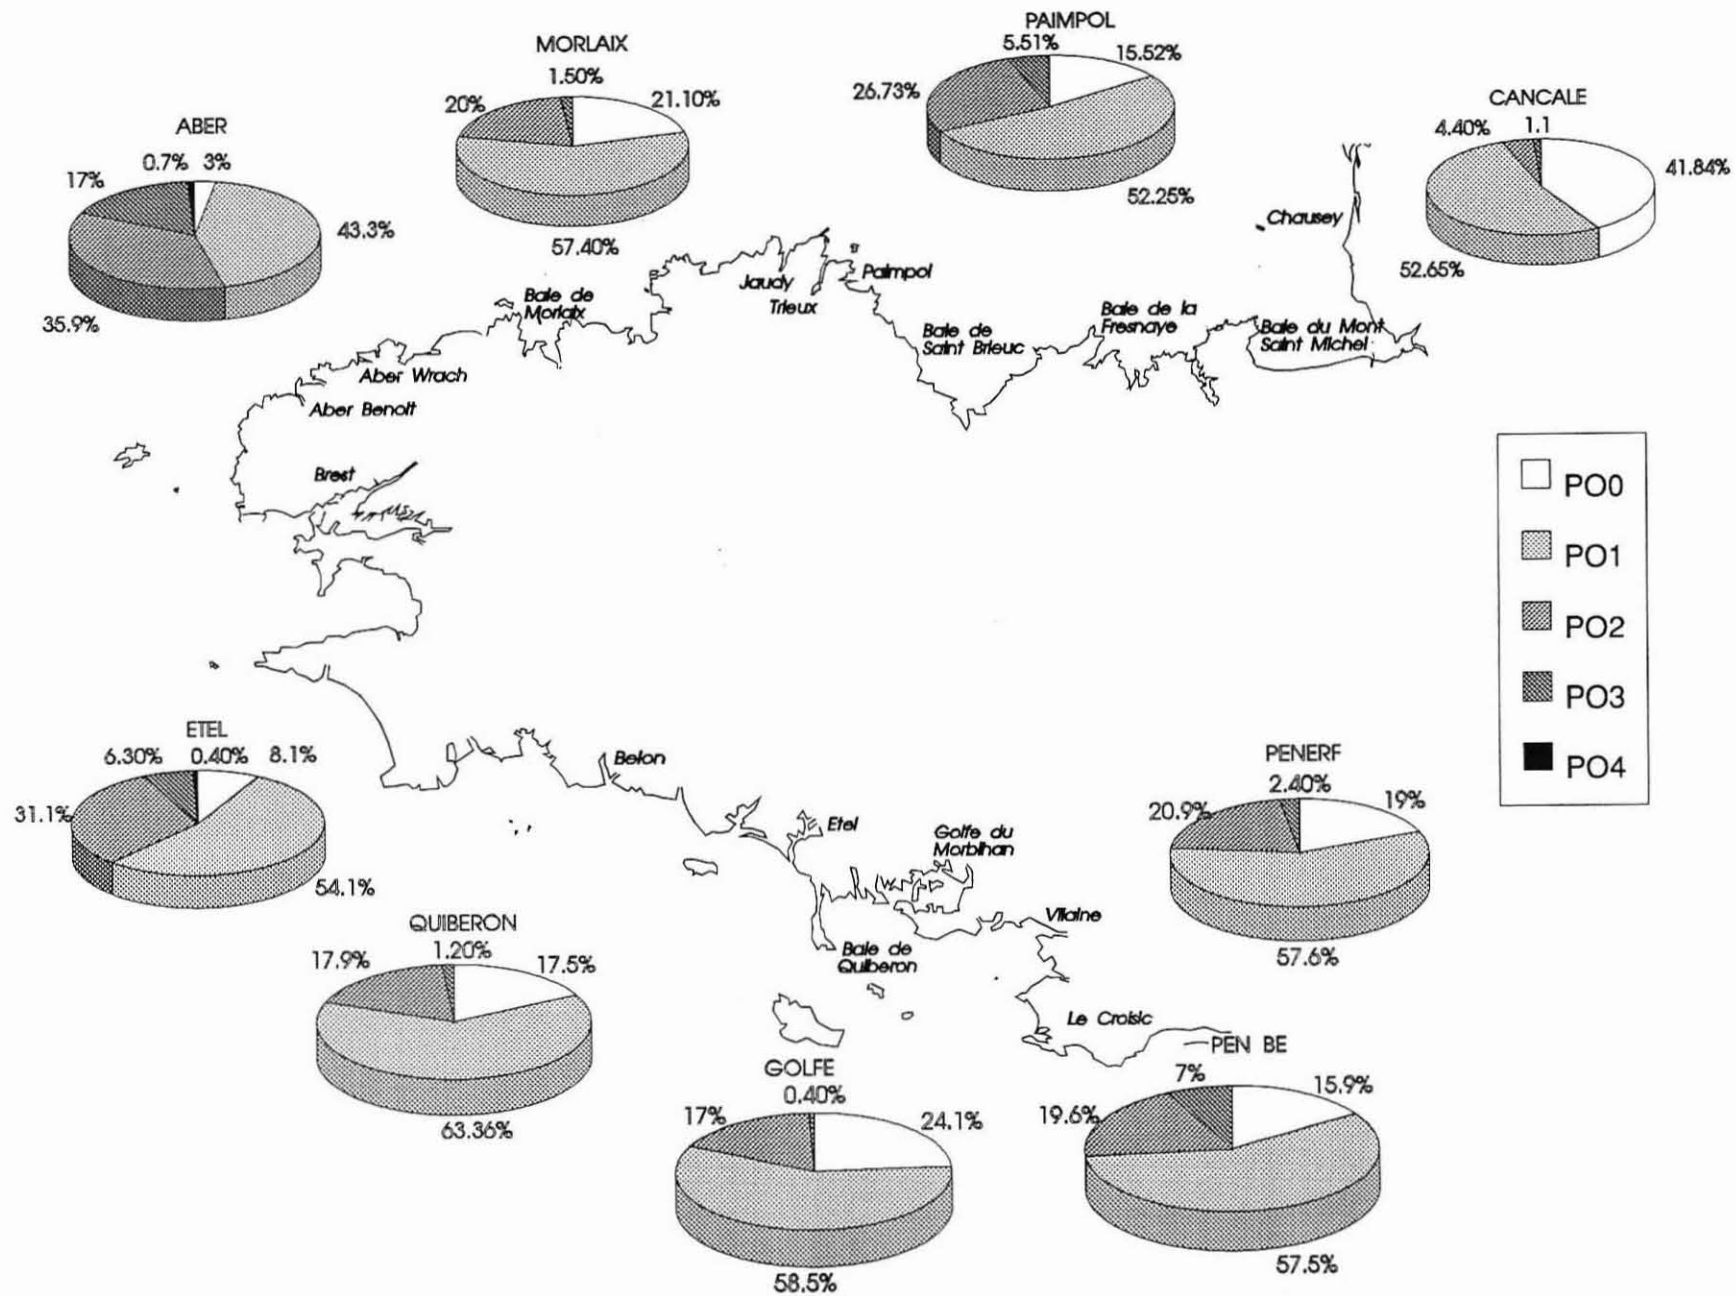 PAIMPOL
5.51%
15.52%
26.73%
52.25%
MORLAIX
1.50%
20%
21.10%
57.40%
CANCALE
4.40%
1.1
41.84%
52.65%
ABER
0.7%
3%
17%
43.3%
35.9%
Chausey
Jaudy
Trieux
Paimpol
Baie de
Morlaix
Baie de
Saint Brieuc
Baie de la
Fresnaye
Baie du Mont
Saint Michel
Aber Wrach
Aber Benoit
Brest
PO0
PO1
PO2
PO3
PO4
ETEL
6.30%
0.40%
8.1%
31.1%
54.1%
Belon
Etel
Golfe du
Morbihan
Vilaine
Baie de
Quiberon
Le Croisic
PENERF
2.40%
20.9%
19%
57.6%
QUIBERON
1.20%
17.9%
17.5%
63.36%
GOLFE
0.40%
17%
24.1%
58.5%
PEN BE
7%
15.9%
19.6%
57.5%